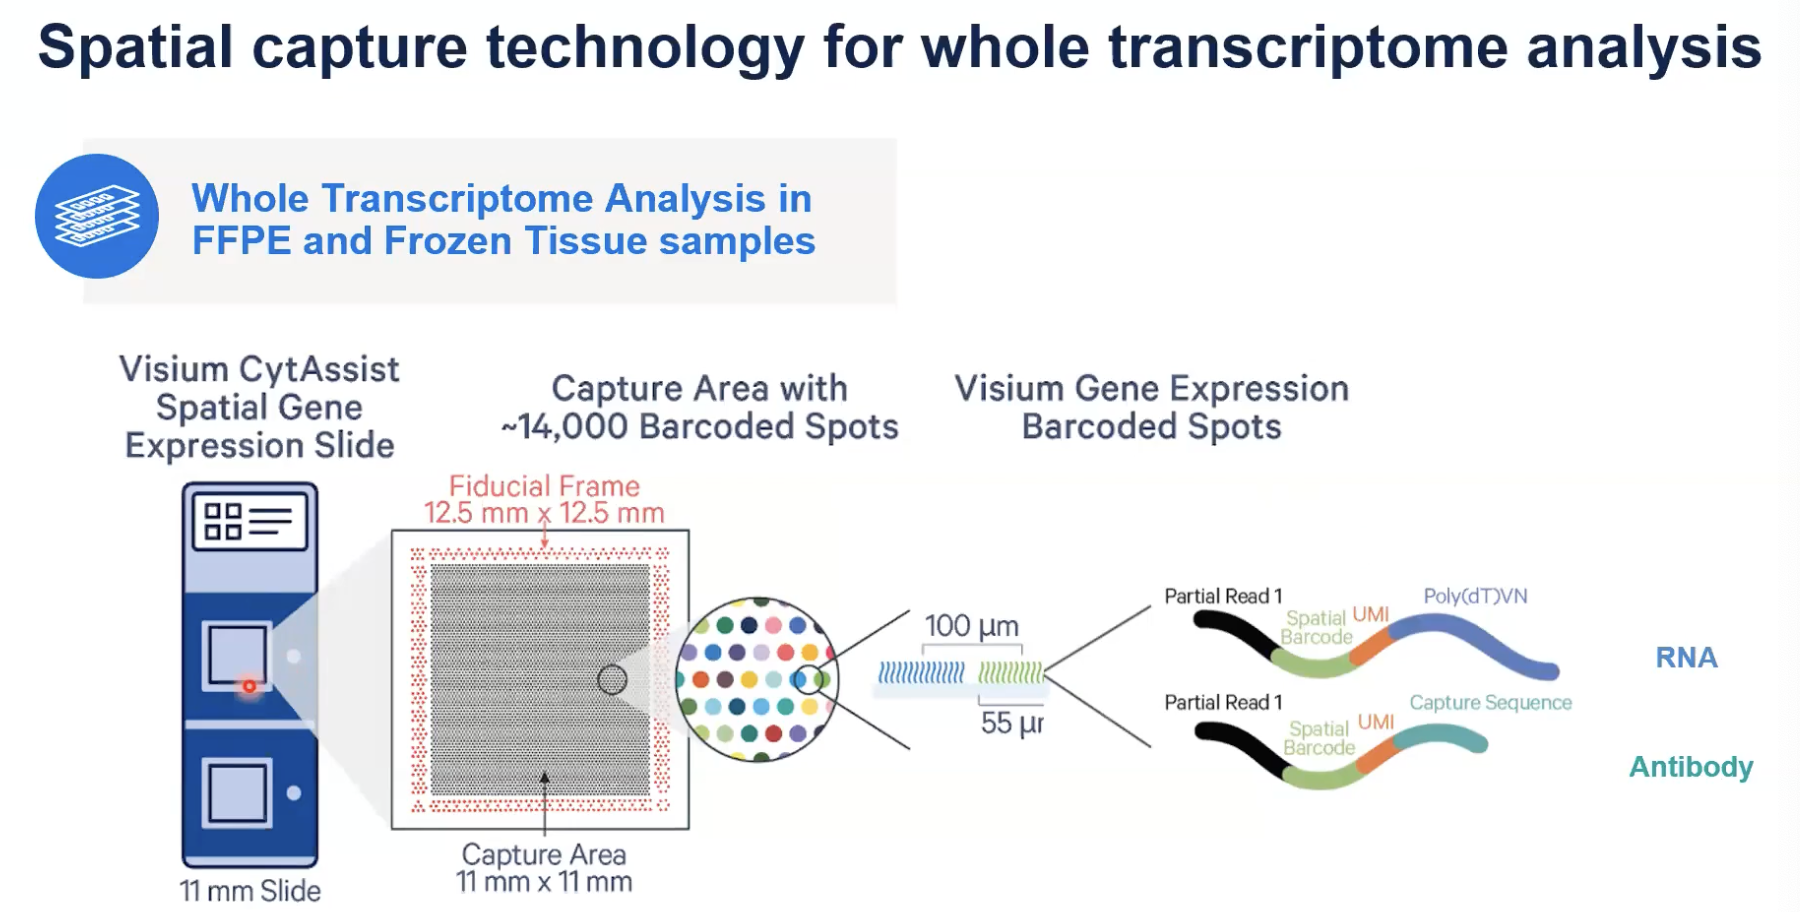 Spatial capture technology for whole transcriptome analysis
Whole Transcriptome Analysis in
FFPE and Frozen Tissue samples
Visium CytAssist
Spatial Gene
Expression Slide
11 mm Slide
Capture Area with
~14,000 Barcoded Spots
Fiducial Frame
12.5 mm x 12.5 mm
Capture Area
11 mm x 11 mm
Visium Gene Expression
Barcoded Spots
100 µm
55 µr
Partial Read 1
Spatial
Barcode
UMI
Poly(dT)VN
RNA
Partial Read 1
Spatial
Barcode
UMI
Capture Sequence
Antibody